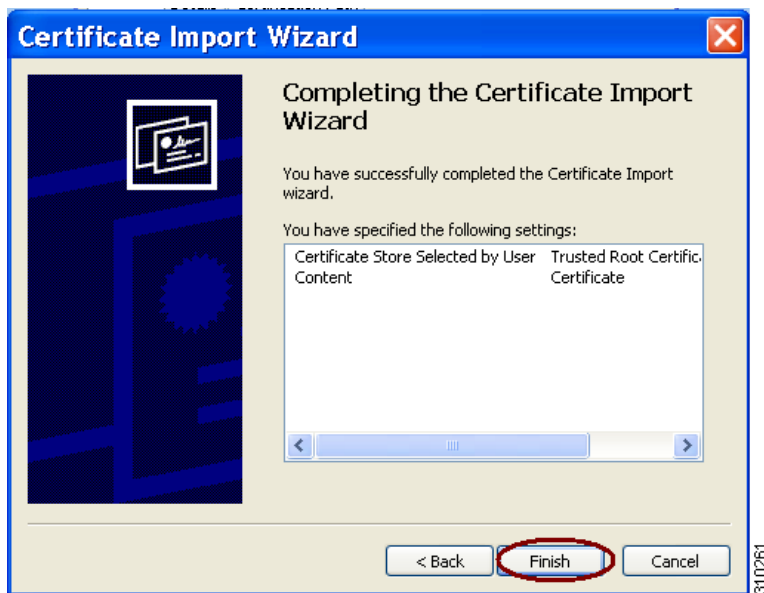 Certificate Import Wizard
Completing the Certificate Import
Wizard
You have successfully completed the Certificate Import
wizard.
You have specified the following settings:
Certificate Store Selected by User Trusted Root Certific
Content Certificate
< Back Finish Cancel
310261